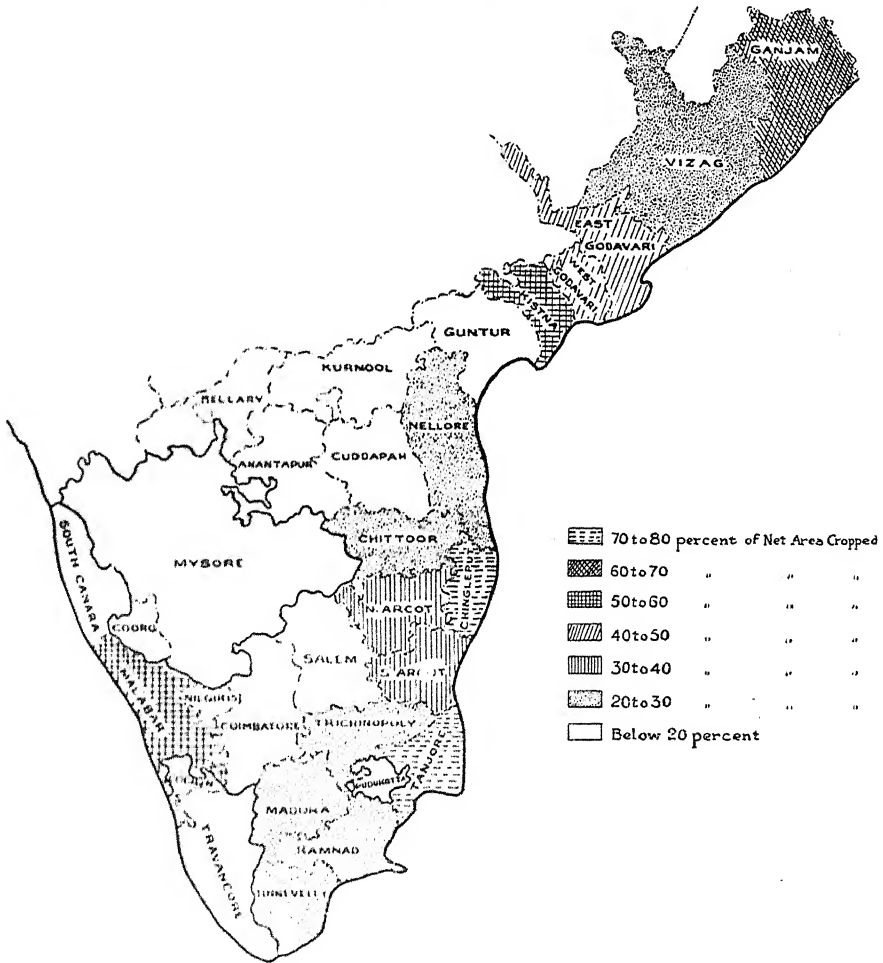 GANJAM
VIZAG.
EAST
GODAVARI
WEST
GODAVARI
KISTNA
GUNTUR
KURNOOL
BELLARY
NELLORE
ANANTAPUR
CUDDAPAH
CHITTOOR
MYSORE
SOUTH CANARA
CHINGLEPUT
N.ARCOT
COORG
SALEM
S.ARCOT
MALABAR
NILGIRIS
COIMBATORE
TRICHINOPOLY
TANJORE
PUDUKOTTA
MADURA
RAMNAD
TRAVANCORE
TINNEVELLY
70 to 80 percent of Net Area Cropped
60 to 70 " " "
50 to 60 " " "
40 to 50 " " "
30 to 40 " " "
20 to 30 " " "
Below 20 percent